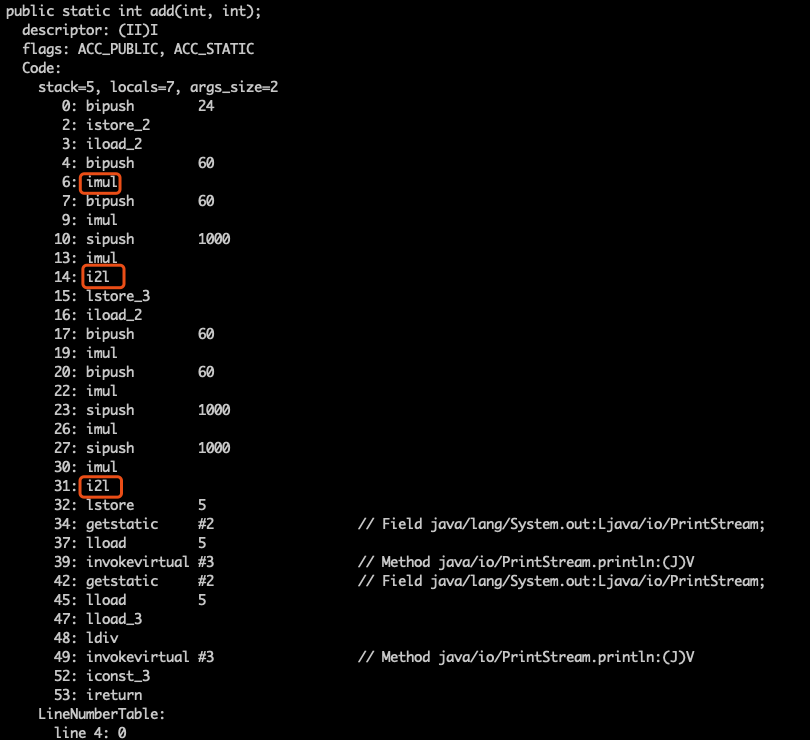 public static int add(int, int);
descriptor: (II)I
flags: ACC_PUBLIC, ACC_STATIC
Code:
stack=5, locals=7, args_size=2
0: bipush 24
2: istore_2
3: iload_2
4: bipush 60
6: imul
7: bipush 60
9: imul
10: sipush 1000
13: imul
14: i2l
15: lstore_3
16: iload_2
17: bipush 60
19: imul
20: bipush 60
22: imul
23: sipush 1000
26: imul
27: sipush 1000
30: imul
31: i2l
32: lstore 5
34: getstatic #2 // Field java/lang/System.out:Ljava/io/PrintStream;
37: lload 5
39: invokevirtual #3 // Method java/io/PrintStream.println:(J)V
42: getstatic #2 // Field java/lang/System.out:Ljava/io/PrintStream;
45: lload 5
47: lload_3
48: ldiv
49: invokevirtual #3 // Method java/io/PrintStream.println:(J)V
52: iconst_3
53: ireturn
LineNumberTable:
line 4: 0